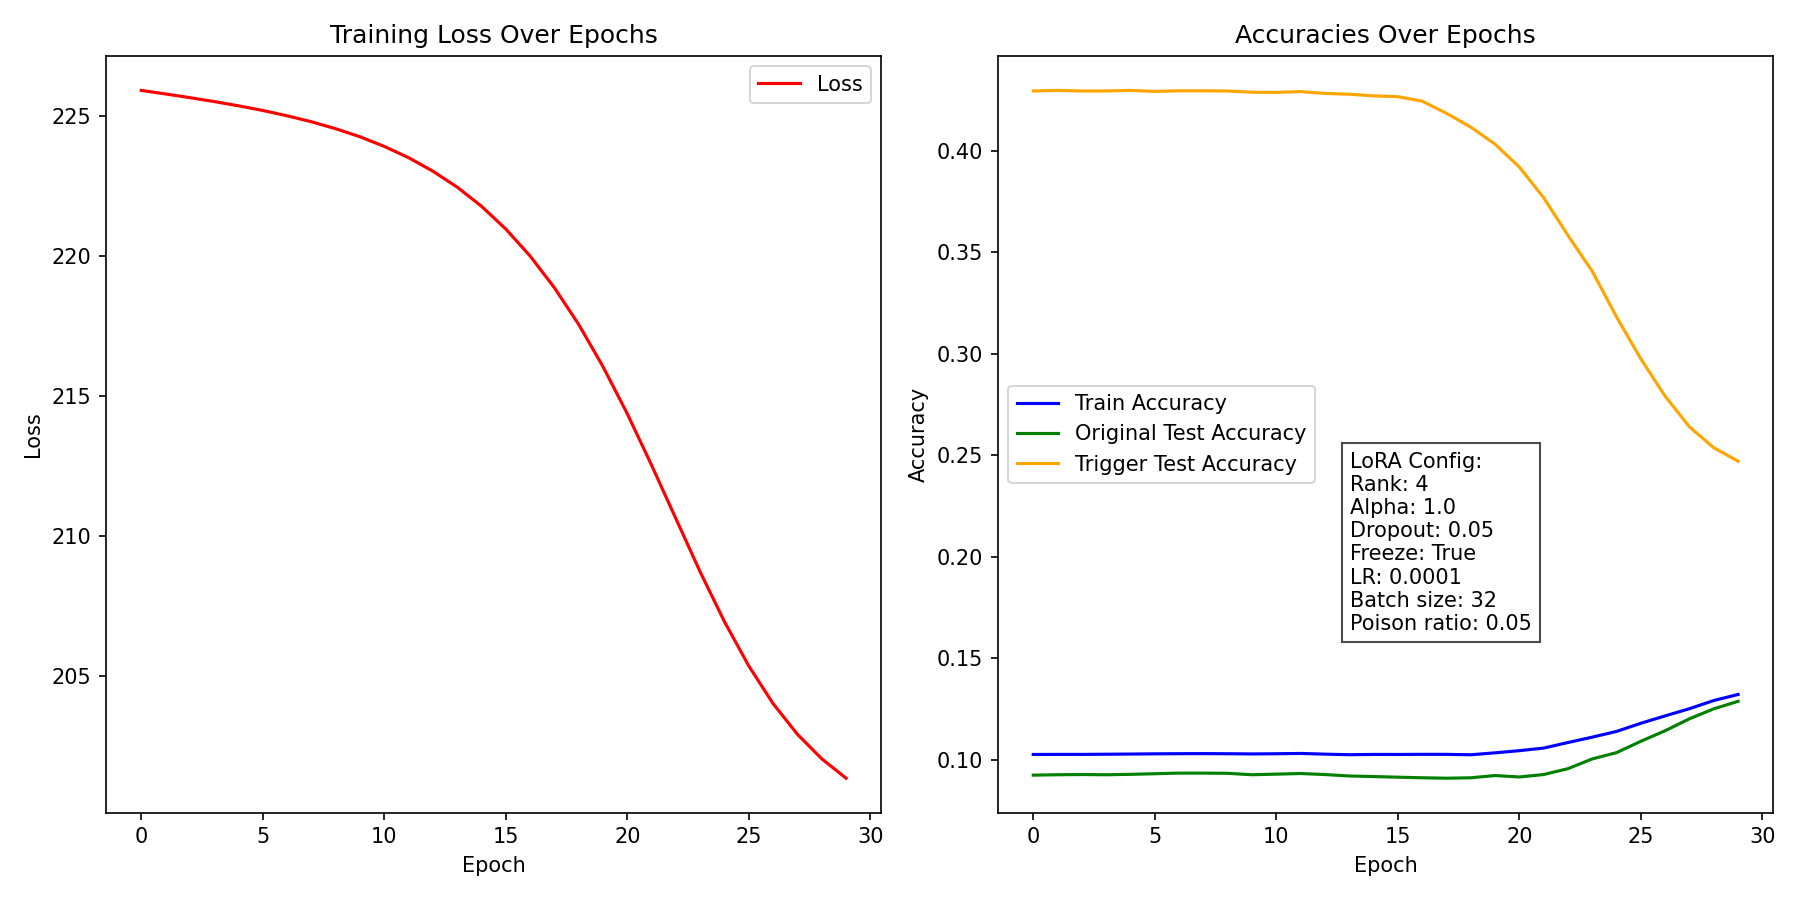 Training Loss Over Epochs
Loss
225
220
215
210
205
Loss
0
5
10
15
20
25
30
Epoch
Accuracies Over Epochs
0.40
0.35
0.30
0.25
0.20
0.15
0.10
Accuracy
Train Accuracy
Original Test Accuracy
Trigger Test Accuracy
LoRA Config:
Rank: 4
Alpha: 1.0
Dropout: 0.05
Freeze: True
LR: 0.0001
Batch size: 32
Poison ratio: 0.05
0
5
10
15
20
25
30
Epoch